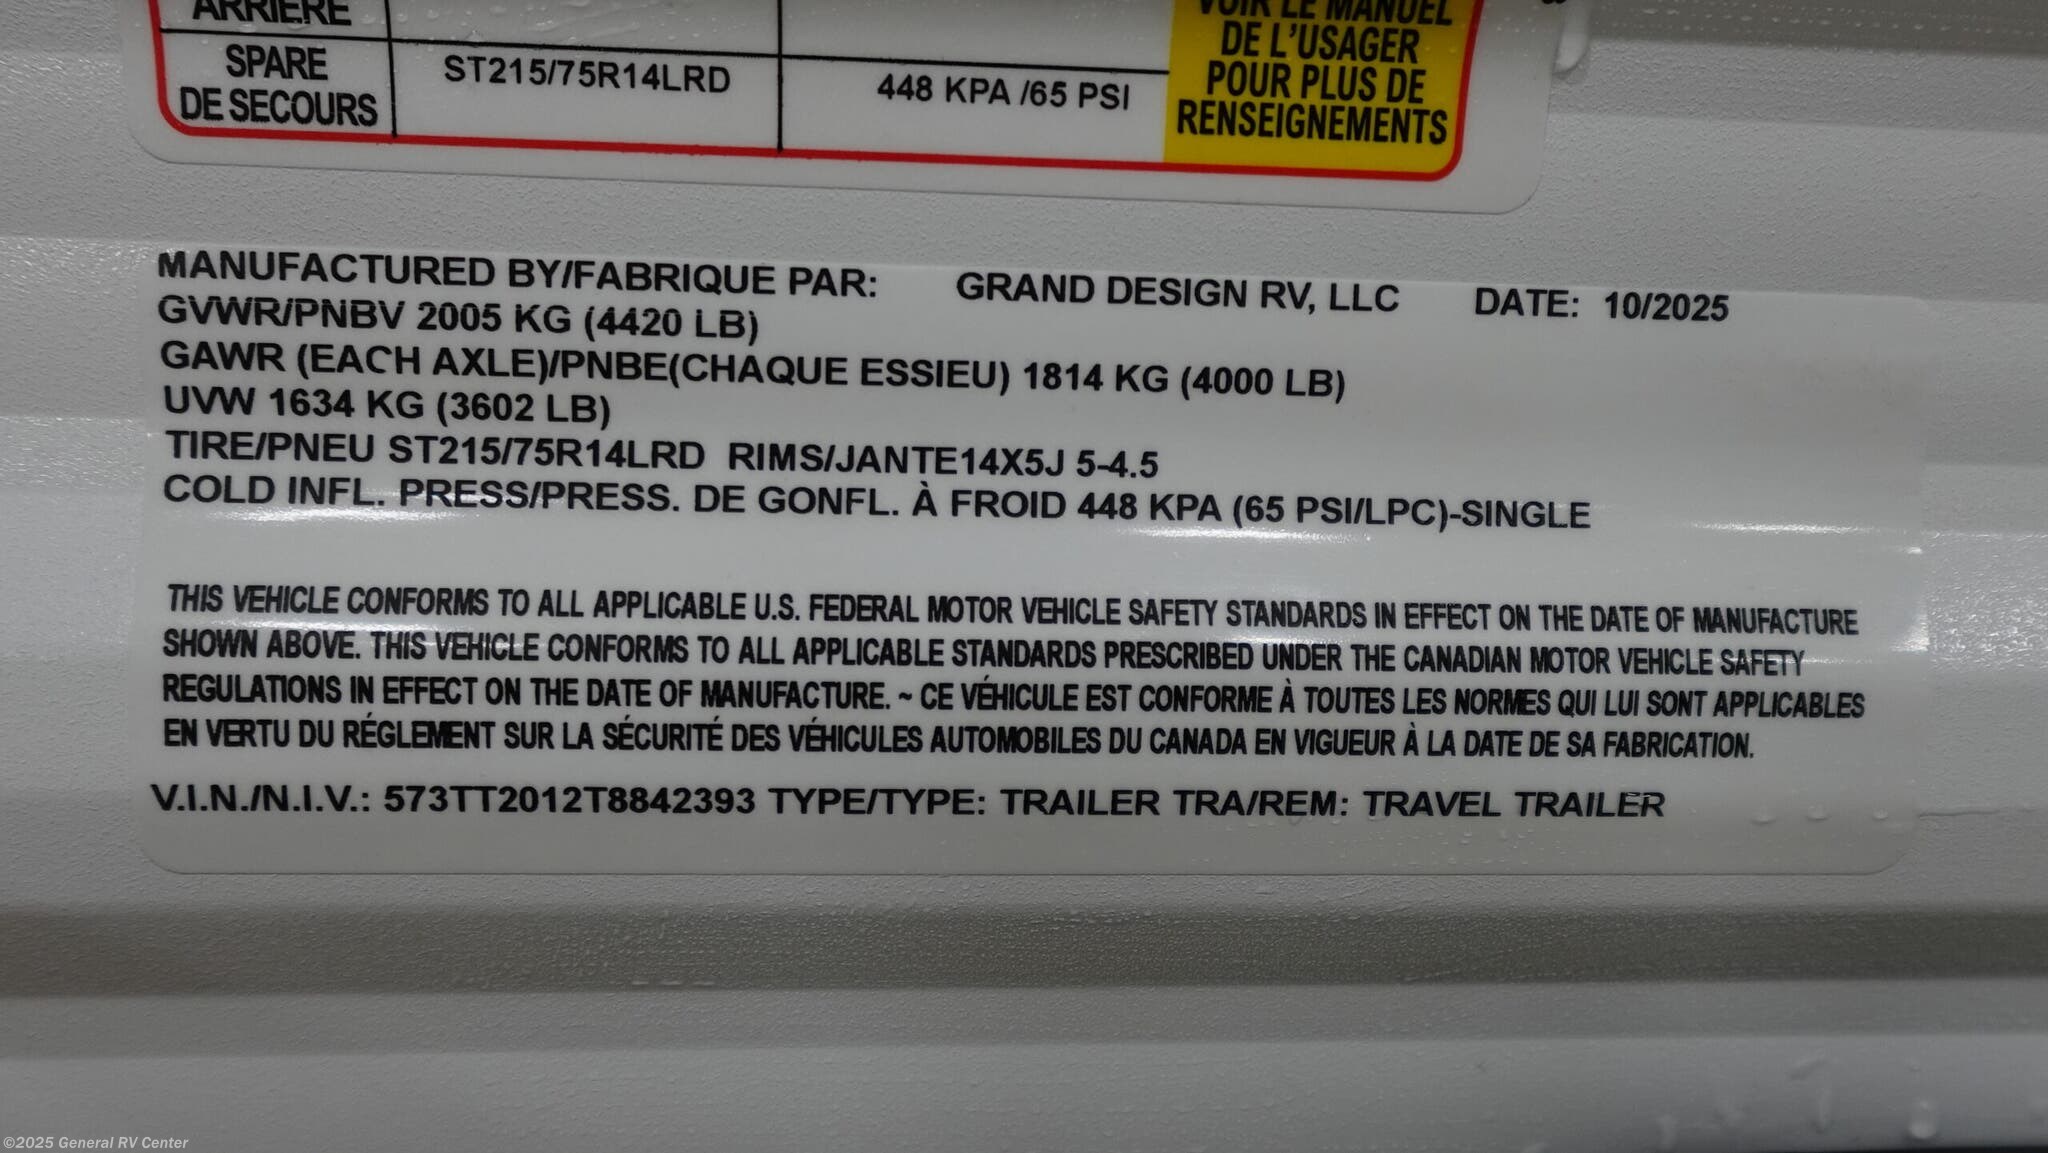 ARRIÈRE
SPARE
DE SECOURS
ST215/75R14LRD
448 KPA /65 PSI
VOIR LE MANUEL
DE L'USAGER
POUR PLUS DE
RENSEIGNEMENTS
MANUFACTURED BY/FABRIQUE PAR: GRAND DESIGN RV, LLC DATE: 10/2025
GVWR/PNBV 2005 KG (4420 LB)
GAWR (EACH AXLE)/PNBE(CHAQUE ESSIEU) 1814 KG (4000 LB)
UVW 1634 KG (3602 LB)
TIRE/PNEU ST215/75R14LRD RIMS/JANTE14X5J 5-4.5
COLD INFL. PRESS/PRESS. DE GONFL. À FROID 448 KPA (65 PSI/LPC)-SINGLE
THIS VEHICLE CONFORMS TO ALL APPLICABLE U.S. FEDERAL MOTOR VEHICLE SAFETY STANDARDS IN EFFECT ON THE DATE OF MANUFACTURE
SHOWN ABOVE. THIS VEHICLE CONFORMS TO ALL APPLICABLE STANDARDS PRESCRIBED UNDER THE CANADIAN MOTOR VEHICLE SAFETY
REGULATIONS IN EFFECT ON THE DATE OF MANUFACTURE. ~ CE VÉHICULE EST CONFORME À TOUTES LES NORMES QUI LUI SONT APPLICABLES
EN VERTU DU RÉGLEMENT SUR LA SÉCURITÉ DES VÉHICULES AUTOMOBILES DU CANADA EN VIGUEUR À LA DATE DE SA FABRICATION.
V.I.N./N.I.V.: 573TT2012T8842393 TYPE/TYPE: TRAILER TRA/REM: TRAVEL TRAILER
©2025 General RV Center